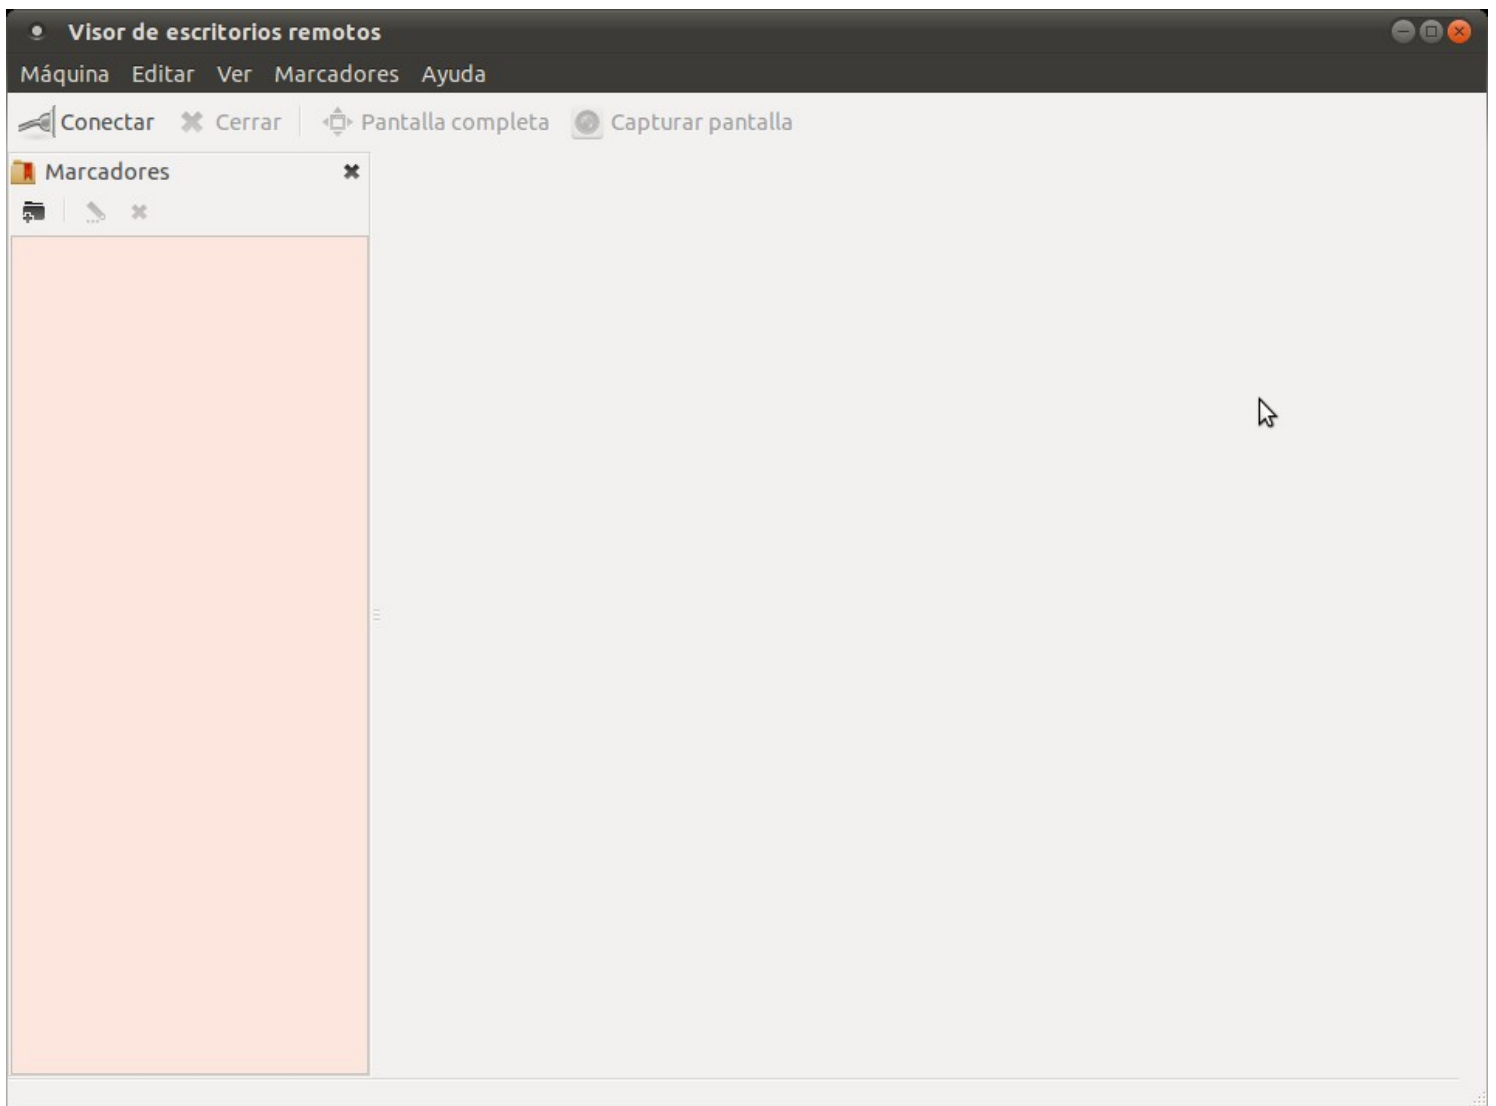 Visor de escritorios remotos
Máquina Editar Ver Marcadores Ayuda
Conectar Cerrar Pantalla completa Capturar pantalla
Marcadores